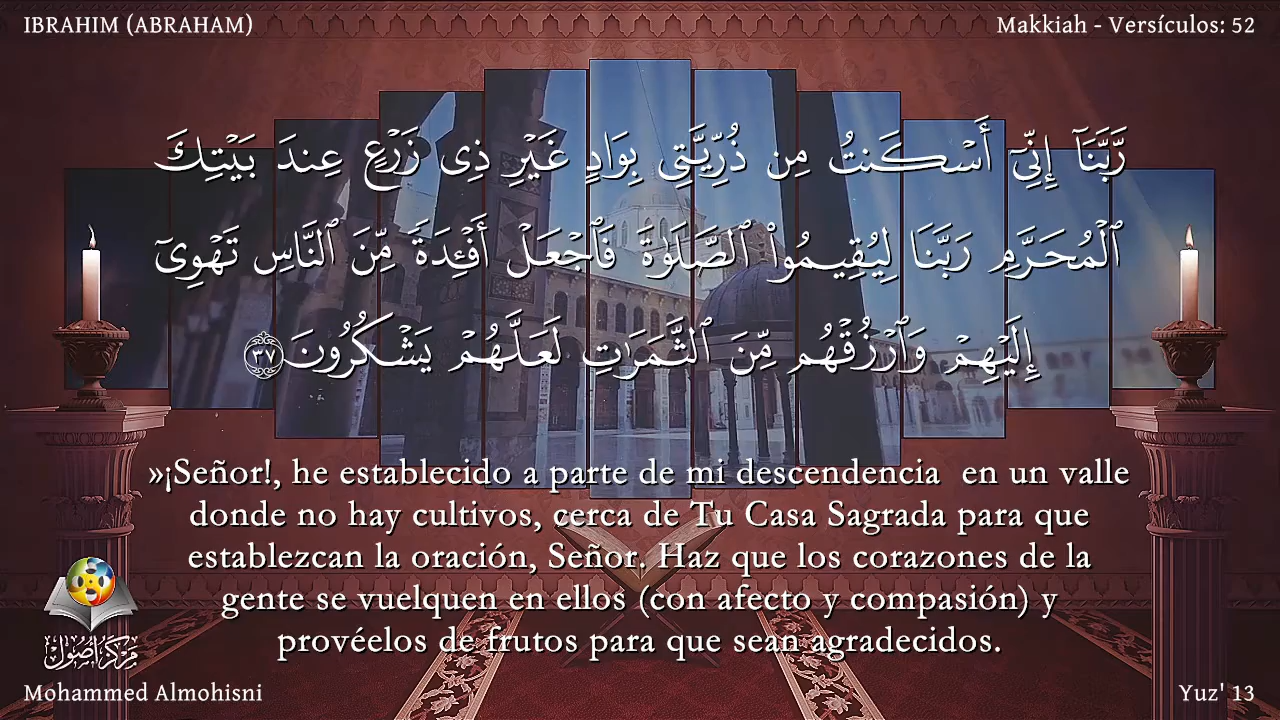 IBRAHIM (ABRAHAM)
Makkiah - Versículos: 52
رَّبَّنَآ إِنِّىٓ أَسْكَنتُ مِن ذُرِّيَّتِى بِوَادٍ غَيْرِ ذِى زَرْعٍ عِندَ بَيْتِكَ
ٱلْمُحَرَّمِ رَبَّنَا لِيُقِيمُوا۟ ٱلصَّلَوٰةَ فَٱجْعَلْ أَفْـِٔدَةً مِّنَ ٱلنَّاسِ تَهْوِىٓ
إِلَيْهِمْ وَٱرْزُقْهُم مِّنَ ٱلثَّمَرَٰتِ لَعَلَّهُمْ يَشْكُرُونَ ٣٧
»¡Señor!, he establecido a parte de mi descendencia en un valle
donde no hay cultivos, cerca de Tu Casa Sagrada para que
establezcan la oración, Señor. Haz que los corazones de la
gente se vuelquen en ellos (con afecto y compasión) y
provéelos de frutos para que sean agradecidos.
مركز أصول
Mohammed Almohisni
Yuz' 13